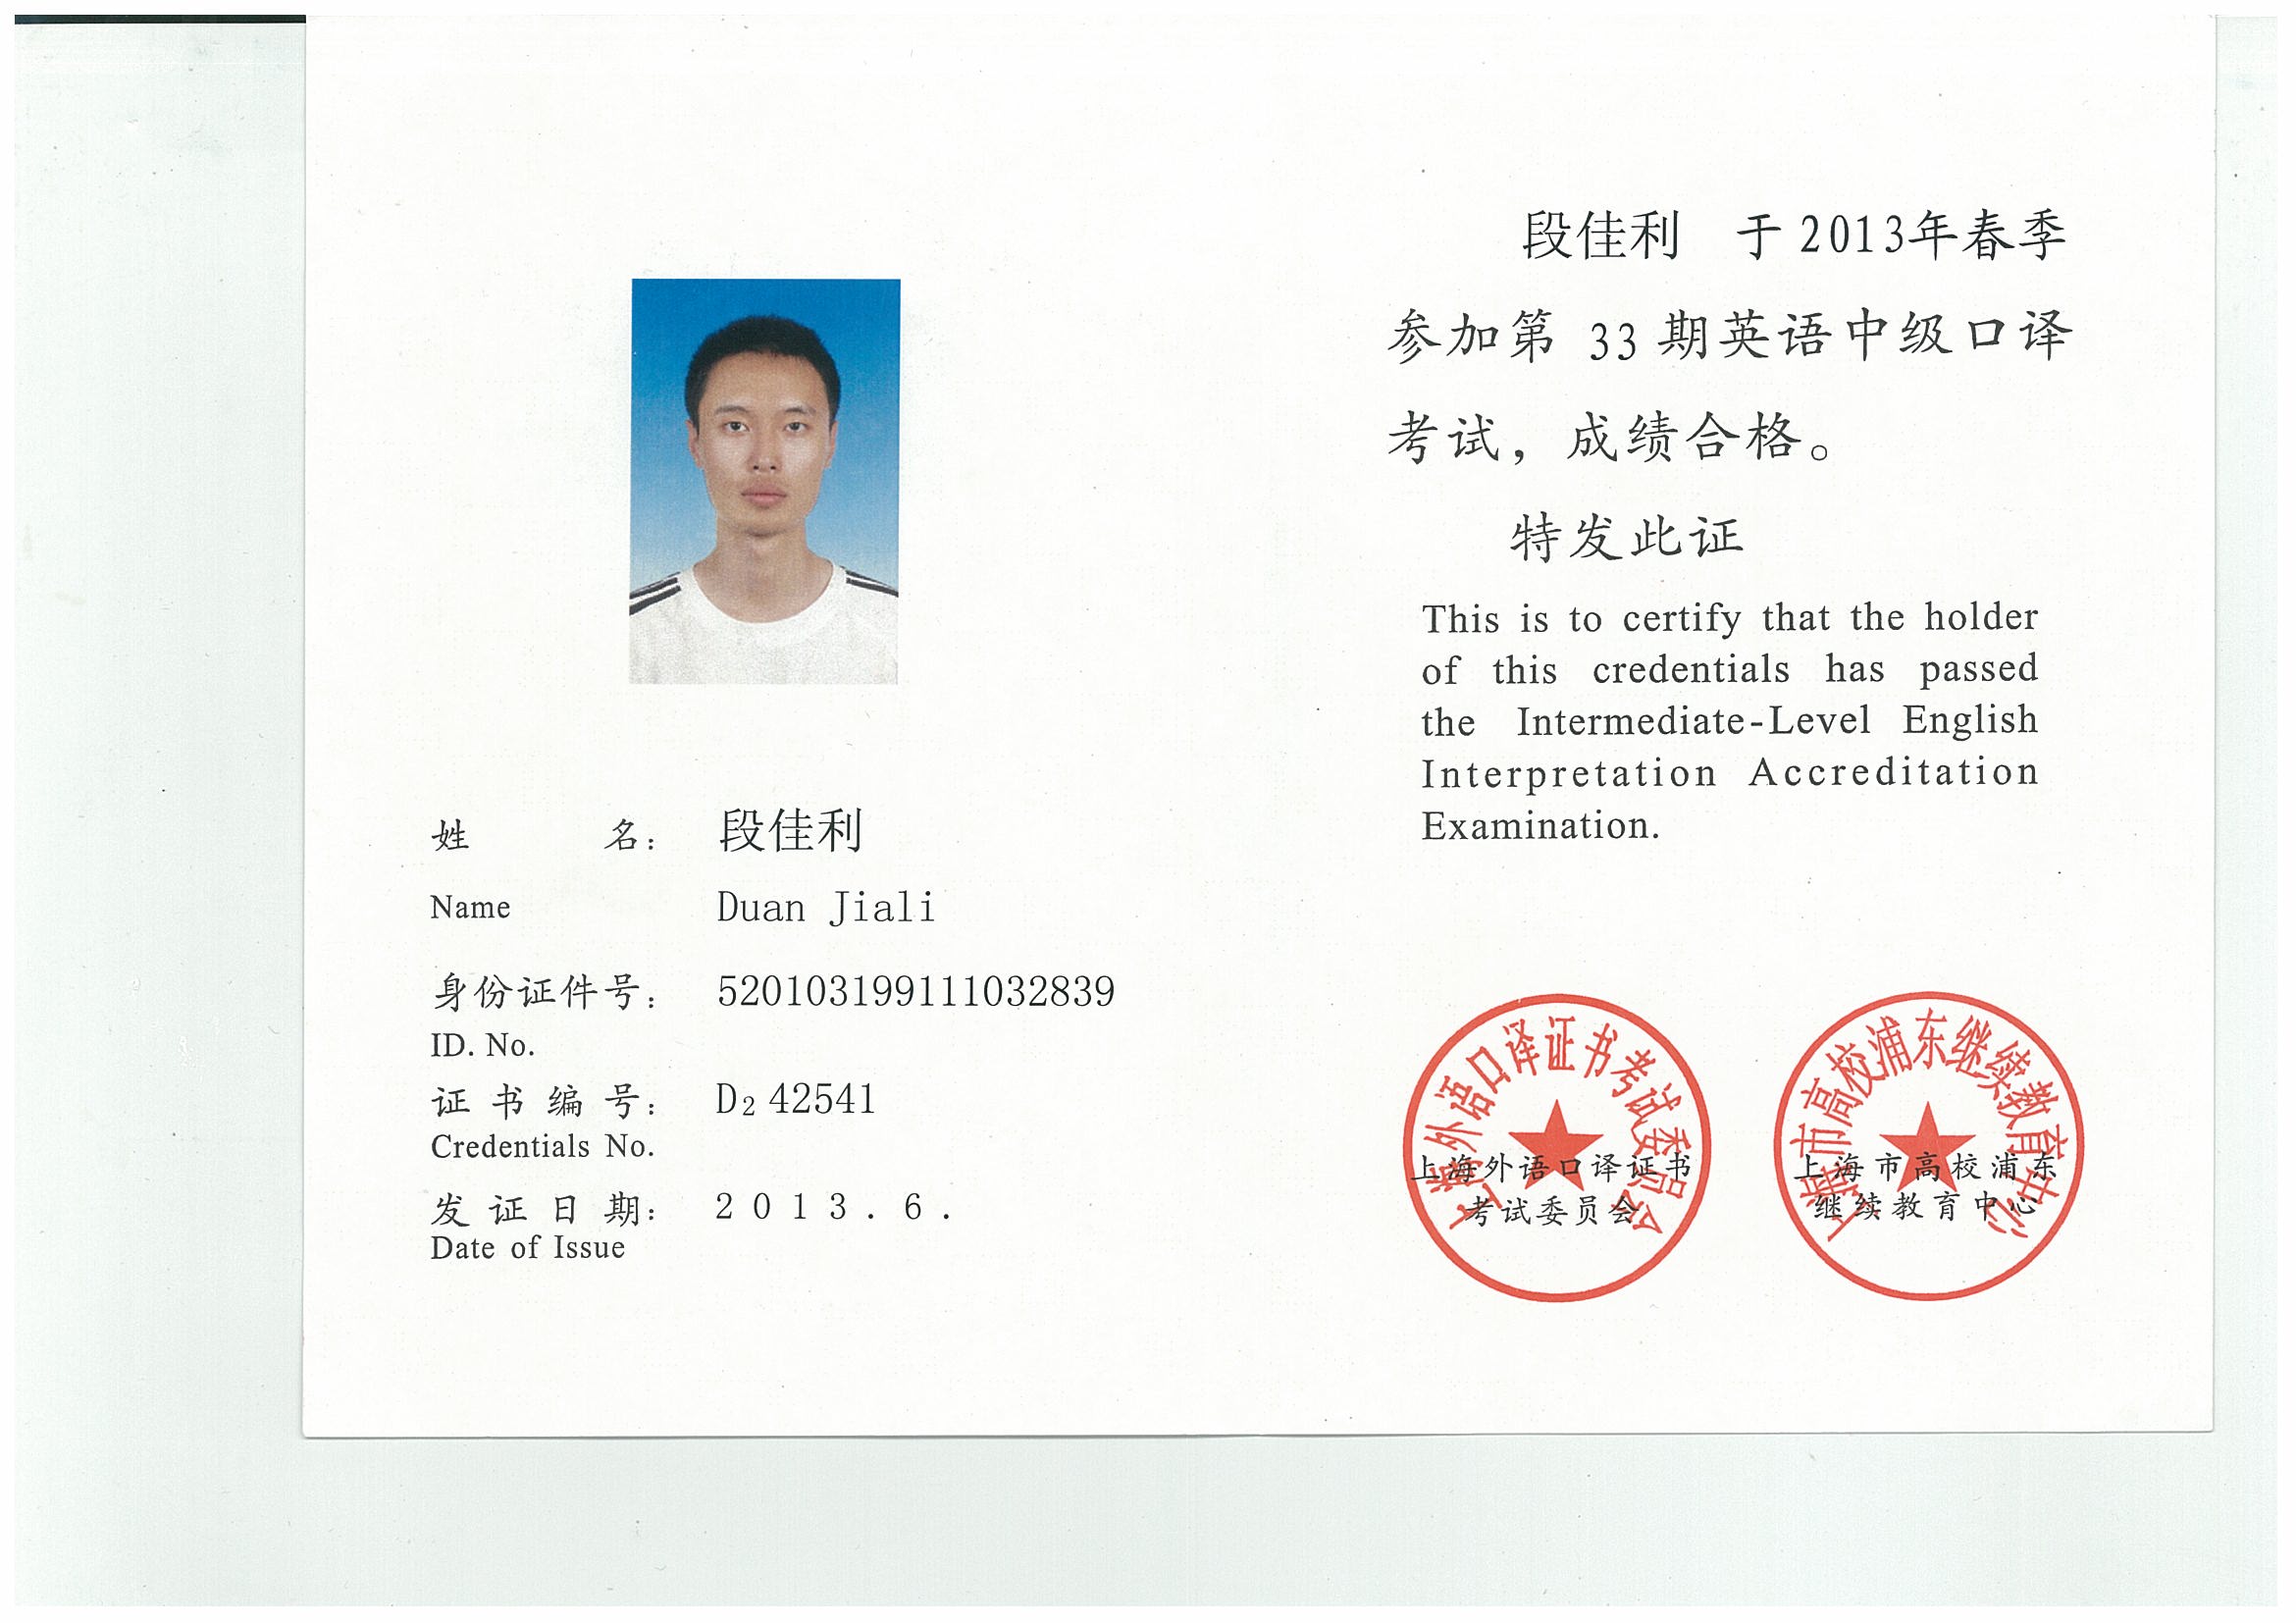 姓 名： 段佳利
Name Duan Jiali
身份证件号： 520103199111032839
ID. No.
证书编号： D₂ 42541
Credentials No.
发证日期： 2013.6.
Date of Issue
段佳利 于2013年春季
参加第 33 期英语中级口译
考试，成绩合格。
特发此证
This is to certify that the holder
of this credentials has passed
the Intermediate-Level English
Interpretation Accreditation
Examination.
上海外语口译证书考试委员会
上海外语口译证书
考试委员会
上海市高校浦东继续教育中心
上海市高校浦东
继续教育中心